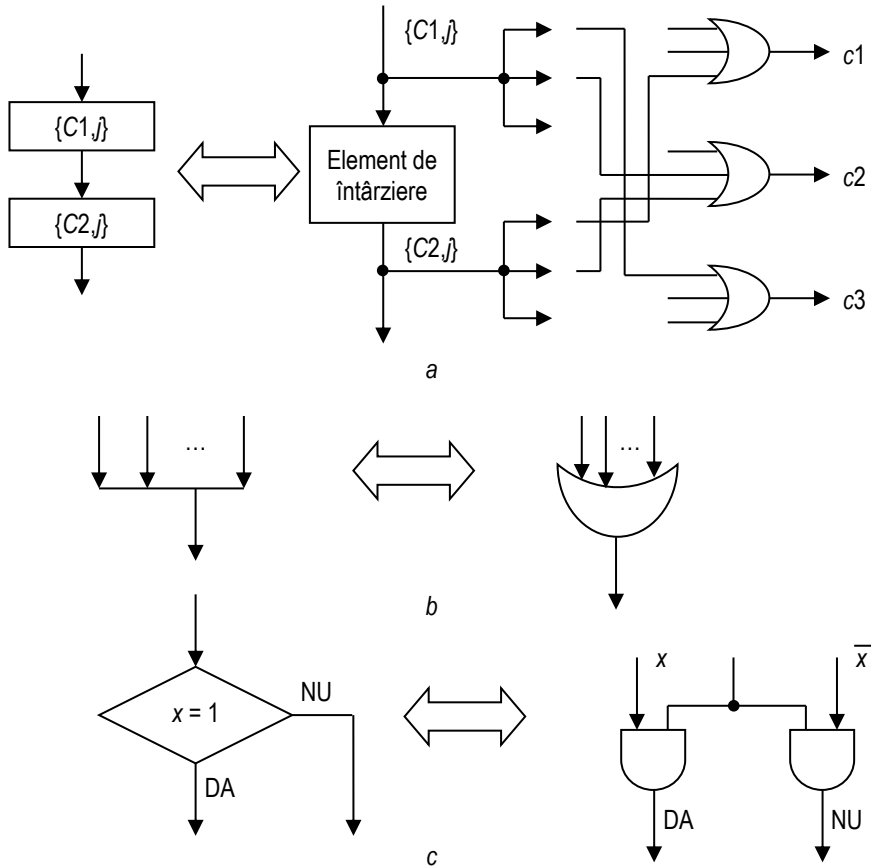 {C1,j}
{C2,j}
{C1,j}
Element de
întârziere
{C2,j}
c1
c2
c3
a
...
...
b
x = 1
NU
DA
x
x̅
DA
NU
c